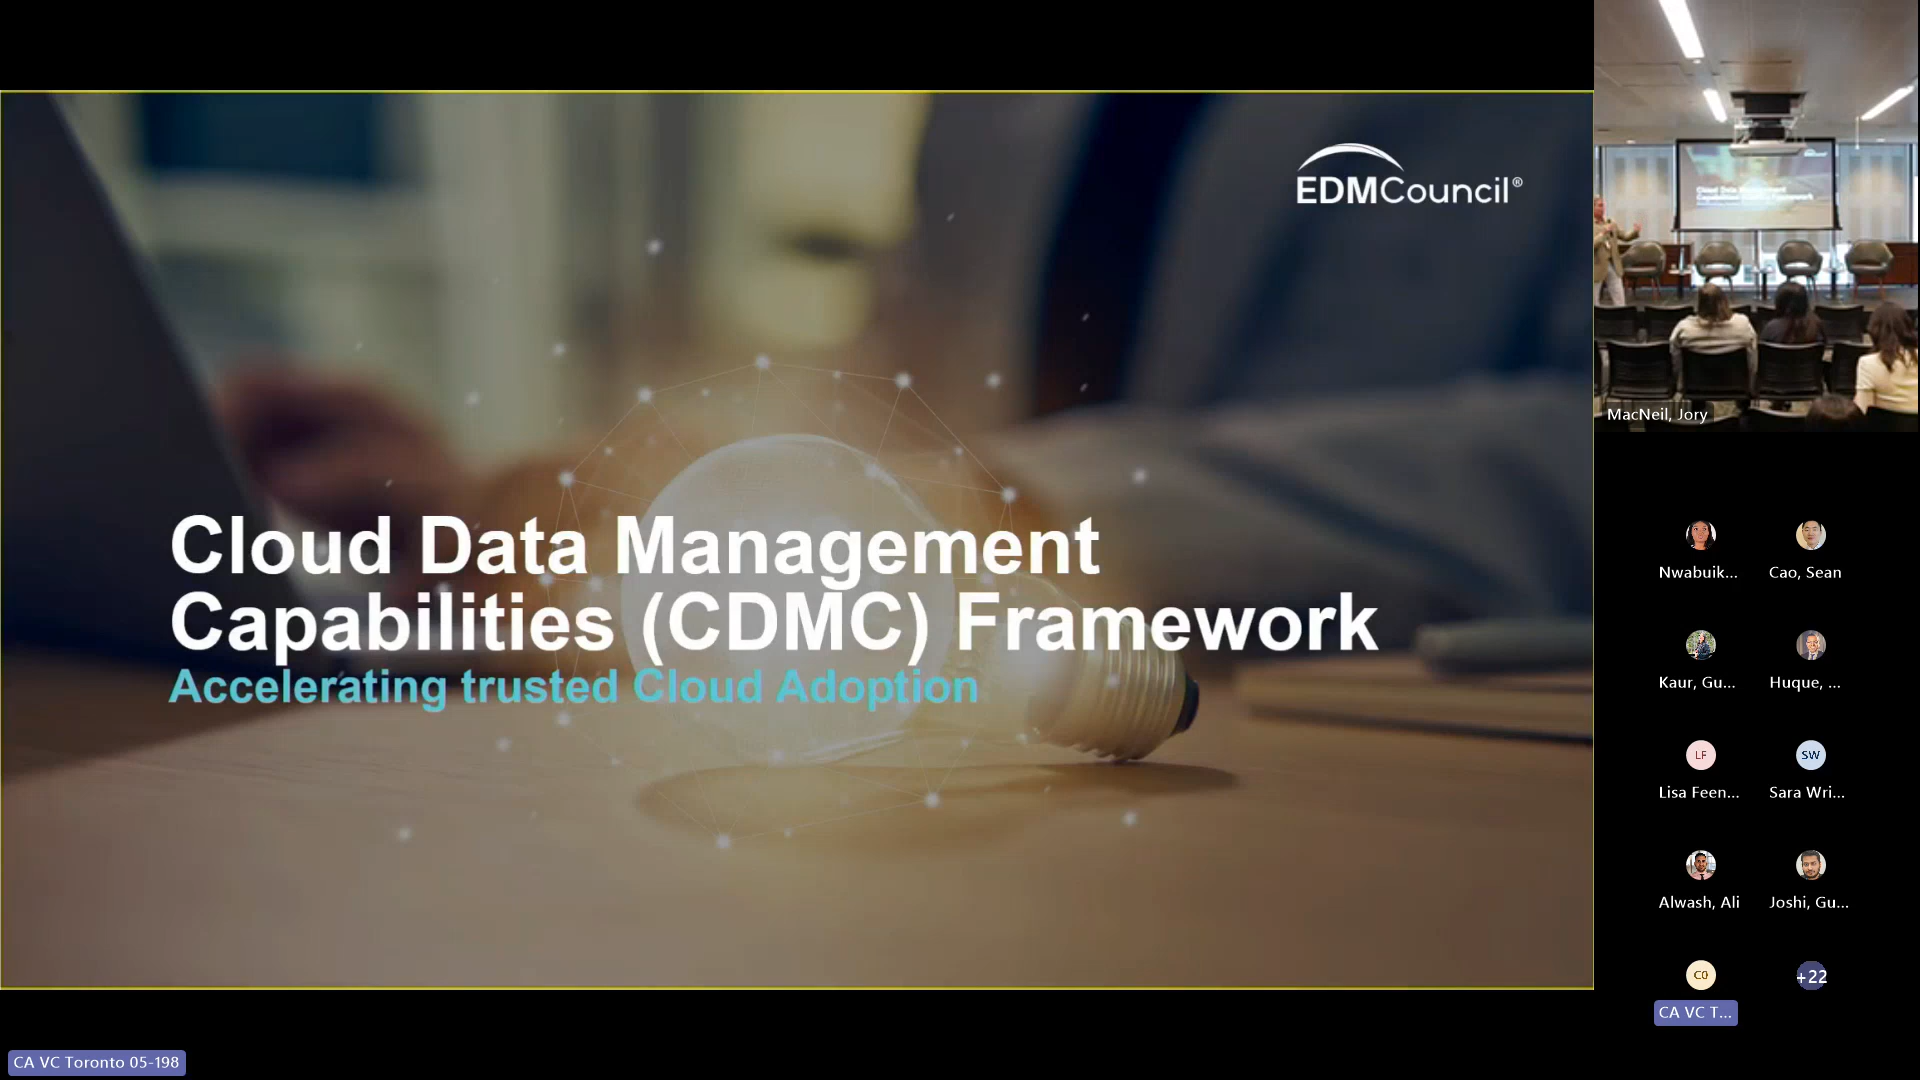 EDMCouncil®
Cloud Data Management
Capabilities (CDMC) Framework
Accelerating trusted Cloud Adoption
MacNeil, Jory
Nwabuik...
Cao, Sean
Kaur, Gu...
Huque, ...
LF
SW
Lisa Feen...
Sara Wri...
Alwash, Ali
Joshi, Gu...
C0
+22
CA VC T...
CA VC Toronto 05-198